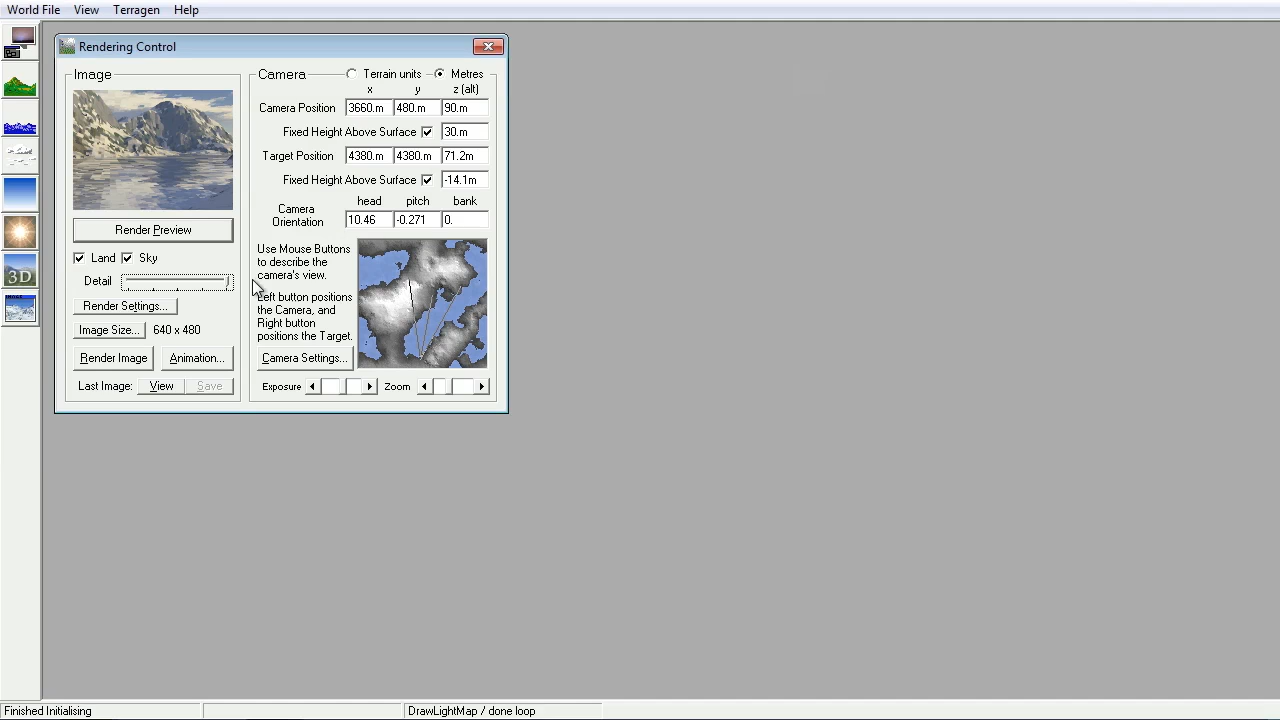 World File View Terragen Help
Rendering Control
Image
Render Preview
Land Sky
Detail
Render Settings...
Image Size... 640 x 480
Render Image Animation...
Last Image: View Save
Camera Terrain units Metres
x y z (alt)
Camera Position 3660.m 480.m 90.m
Fixed Height Above Surface 30.m
Target Position 4380.m 4380.m 71.2m
Fixed Height Above Surface -14.1m
head pitch bank
Camera Orientation 10.46 -0.271 0.
Use Mouse Buttons
to describe the
camera's view.
Left button positions
the Camera, and
Right button
positions the Target.
Camera Settings...
Exposure Zoom
3D
IMAGE
Finished Initialising DrawLightMap / done loop